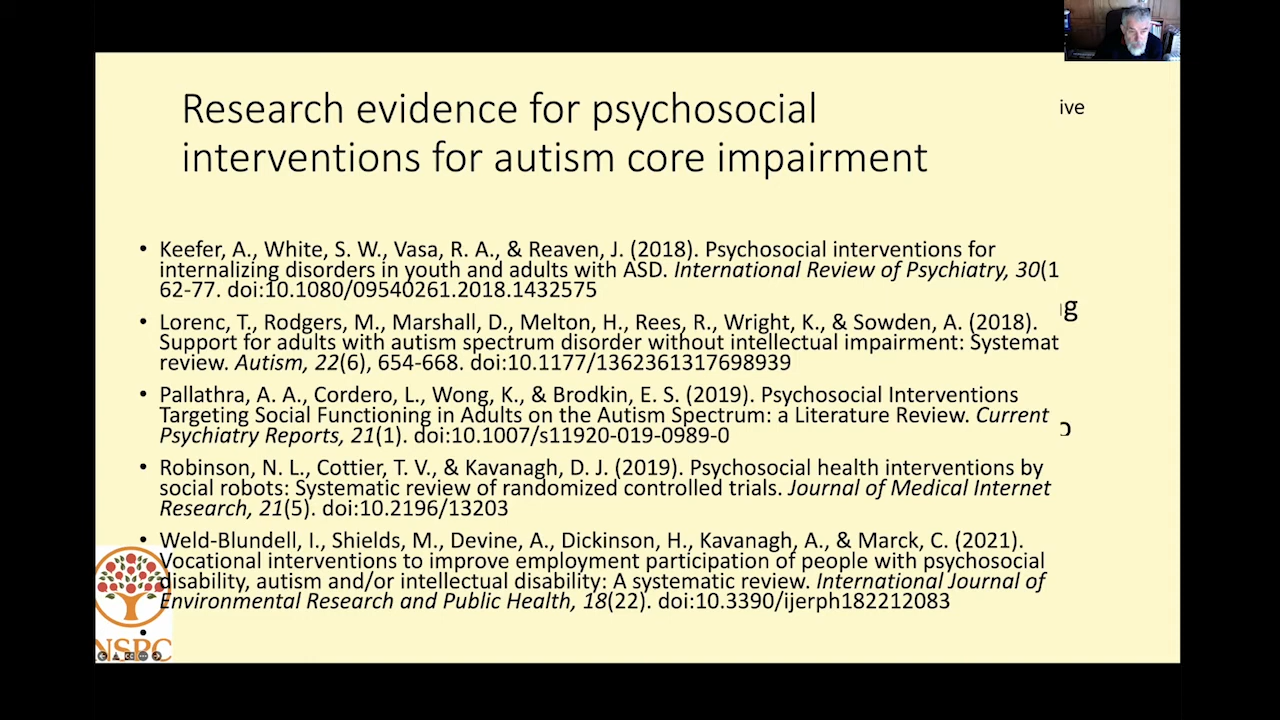 Research evidence for psychosocial
interventions for autism core impairment
ive
• Keefer, A., White, S. W., Vasa, R. A., & Reaven, J. (2018). Psychosocial interventions for
internalizing disorders in youth and adults with ASD. International Review of Psychiatry, 30(1
62-77. doi:10.1080/09540261.2018.1432575
g
• Lorenc, T., Rodgers, M., Marshall, D., Melton, H., Rees, R., Wright, K., & Sowden, A. (2018).
Support for adults with autism spectrum disorder without intellectual impairment: Systemat
review. Autism, 22(6), 654-668. doi:10.1177/1362361317698939
• Pallathra, A. A., Cordero, L., Wong, K., & Brodkin, E. S. (2019). Psychosocial Interventions
Targeting Social Functioning in Adults on the Autism Spectrum: a Literature Review. Current
Psychiatry Reports, 21(1). doi:10.1007/s11920-019-0989-0
• Robinson, N. L., Cottier, T. V., & Kavanagh, D. J. (2019). Psychosocial health interventions by
social robots: Systematic review of randomized controlled trials. Journal of Medical Internet
Research, 21(5). doi:10.2196/13203
• Weld-Blundell, I., Shields, M., Devine, A., Dickinson, H., Kavanagh, A., & Marck, C. (2021).
Vocational interventions to improve employment participation of people with psychosocial
disability, autism and/or intellectual disability: A systematic review. International Journal of
Environmental Research and Public Health, 18(22). doi:10.3390/ijerph182212083
•
NSPC